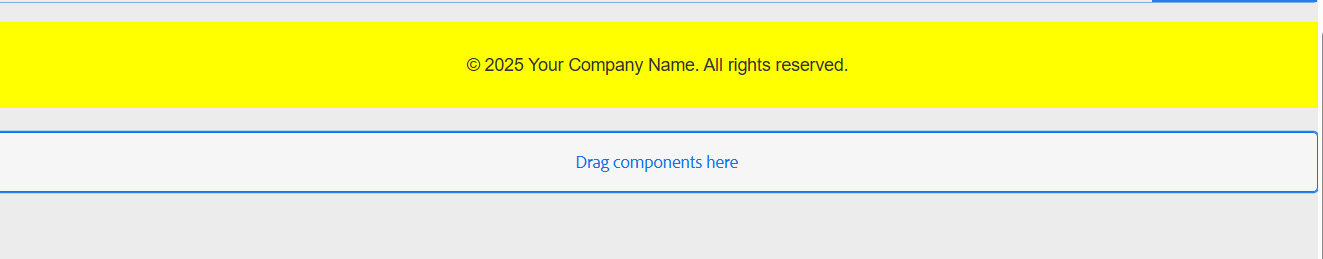 © 2025 Your Company Name. All rights reserved.
Drag components here